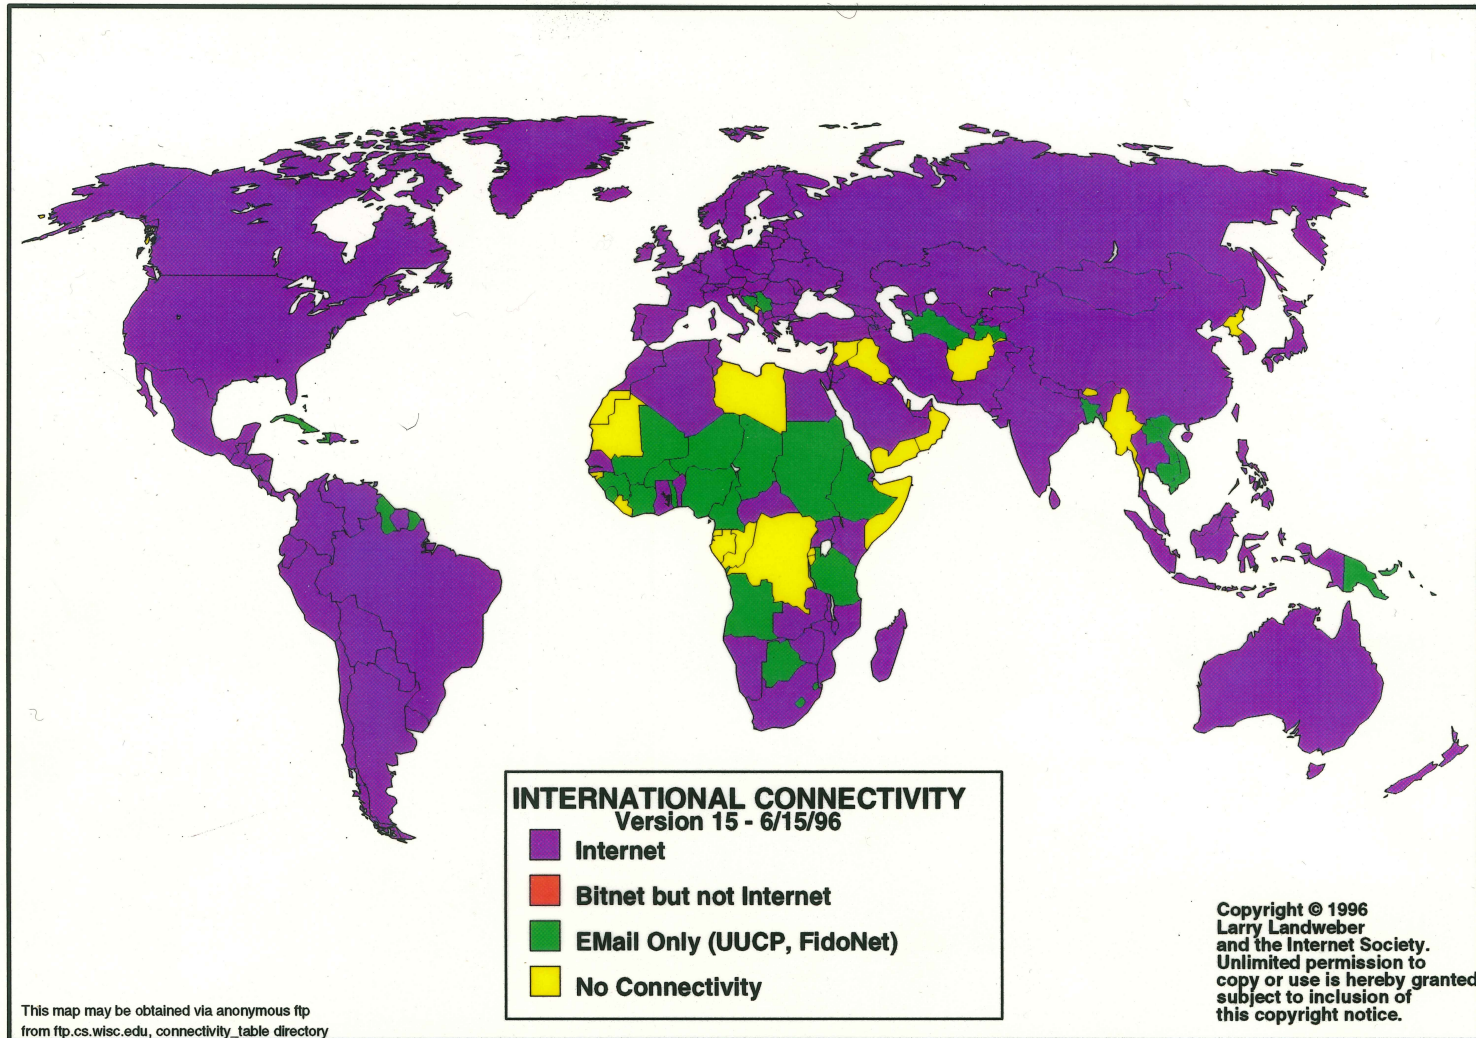 INTERNATIONAL CONNECTIVITY
Version 15 - 6/15/96
Internet
Bitnet but not Internet
EMail Only (UUCP, FidoNet)
No Connectivity
Copyright © 1996
Larry Landweber
and the Internet Society.
Unlimited permission to
copy or use is hereby granted
subject to inclusion of
this copyright notice.
This map may be obtained via anonymous ftp
from ftp.cs.wisc.edu, connectivity_table directory